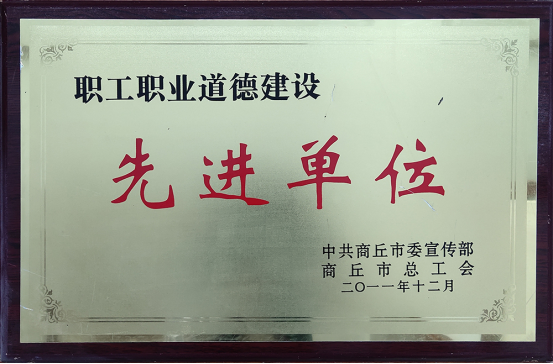 职工职业道德建设
先进单位
中共商丘市委宣传部
商丘市总工会
二〇一一年十二月